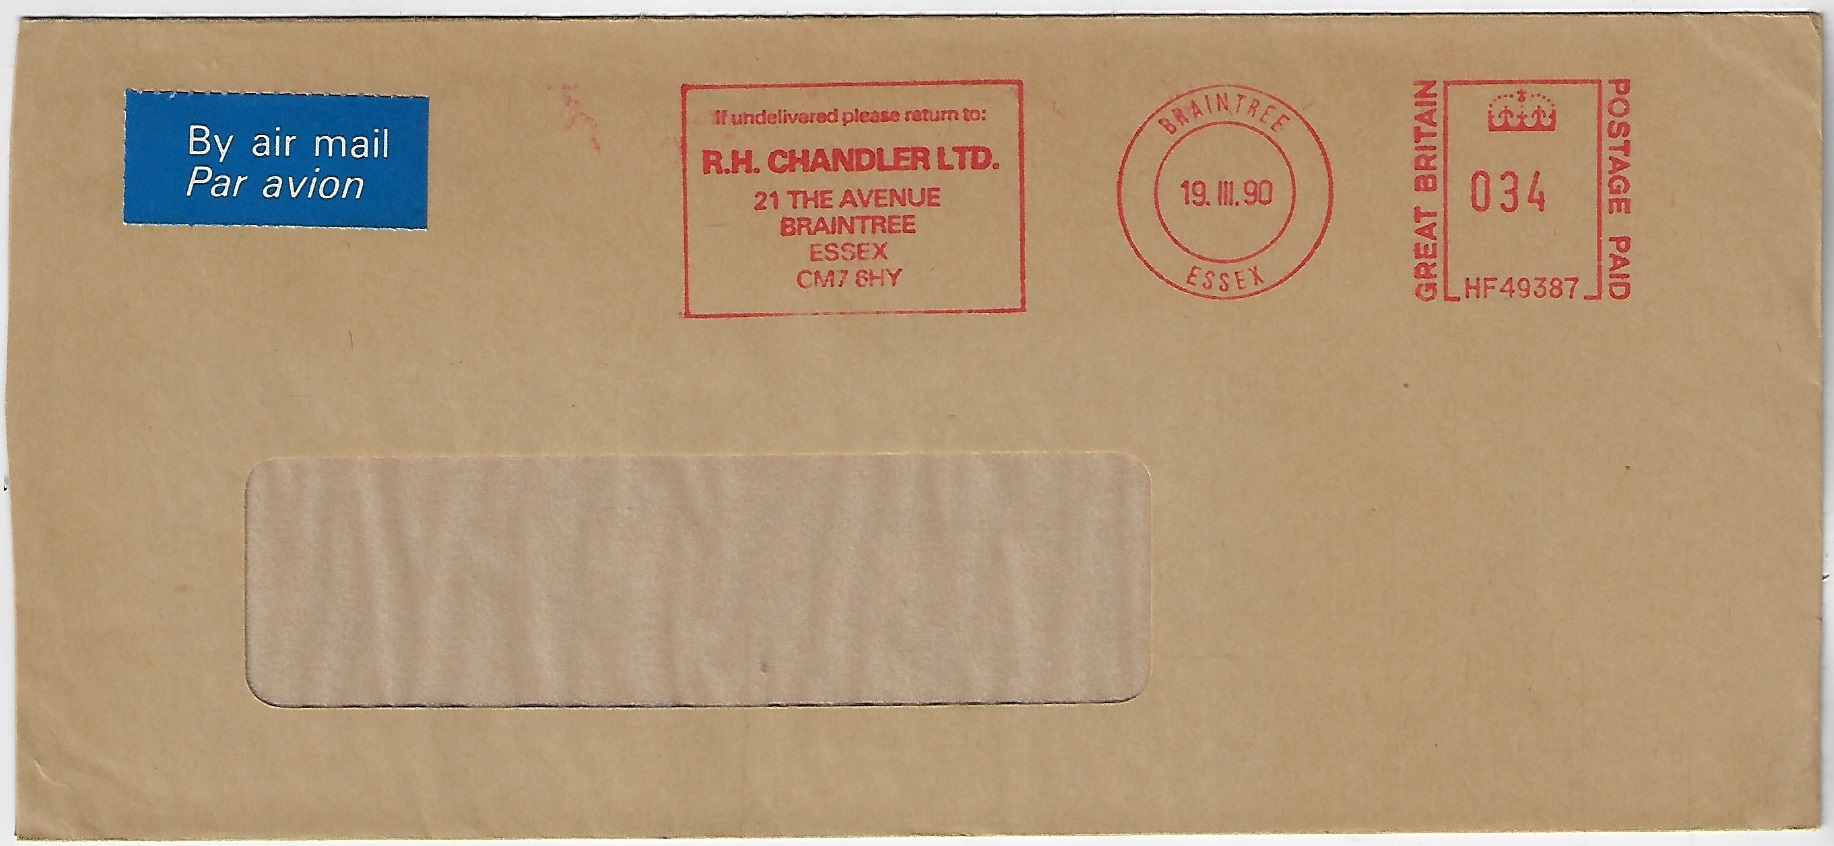 By air mail
Par avion
If undelivered please return to:
R.H. CHANDLER LTD.
21 THE AVENUE
BRAINTREE
ESSEX
CM7 6HY
BRAINTREE
19. III. 90
ESSEX
GREAT BRITAIN
034
HF49387
POSTAGE PAID